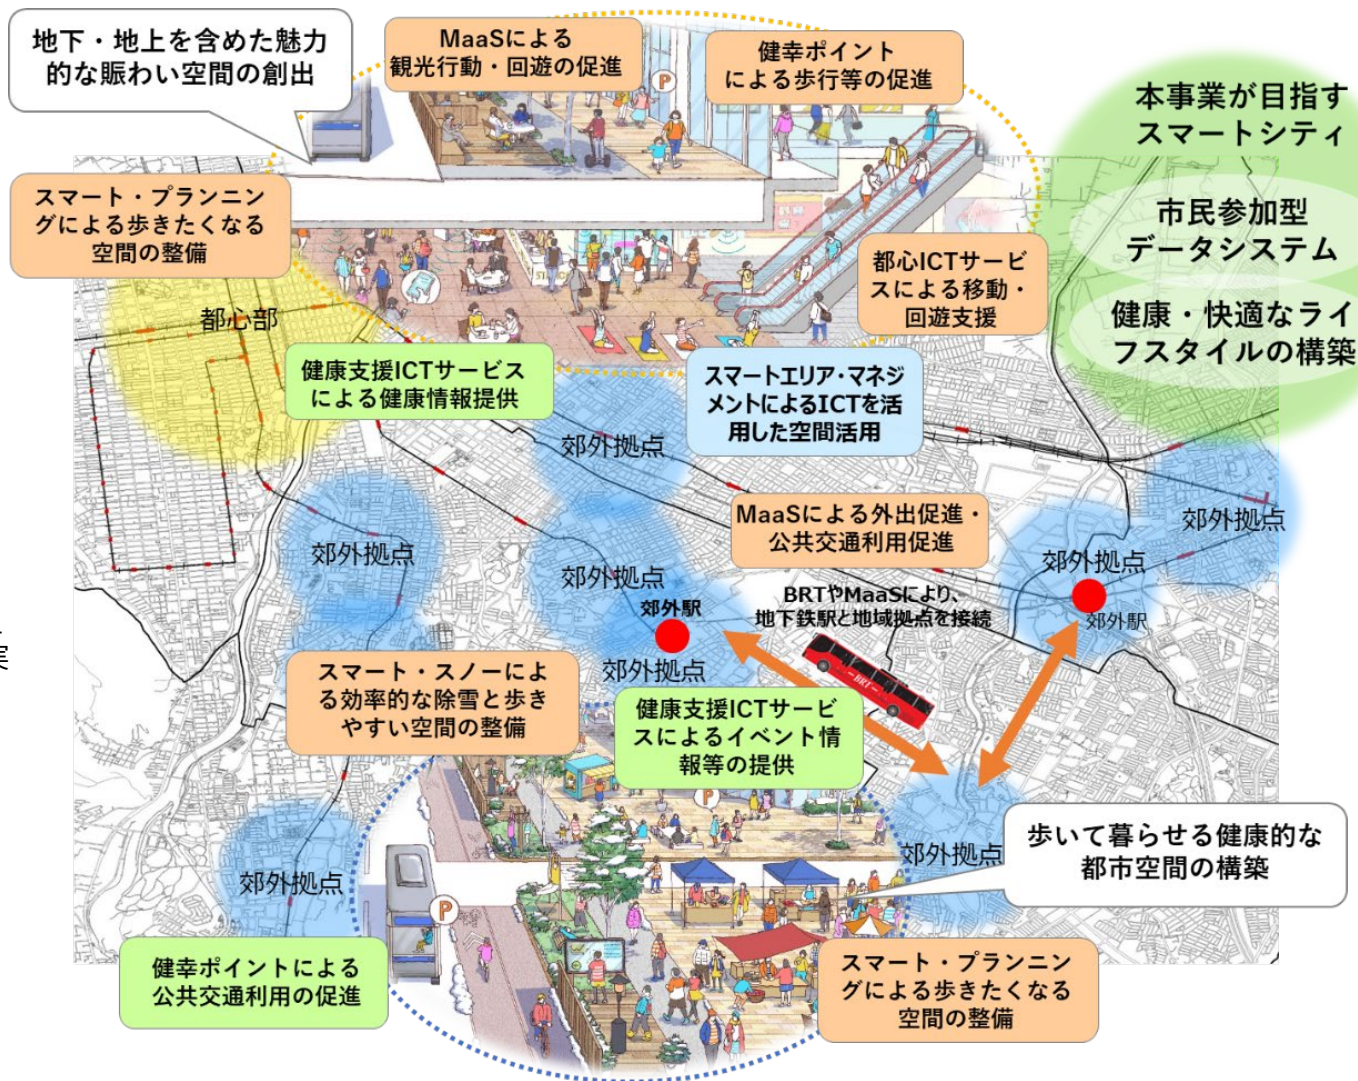 地下・地上を含めた魅力
的な賑わい空間の創出
MaaSによる
観光行動・回遊の促進
健幸ポイント
による歩行等の促進
P
本事業が目指す
スマートシティ
市民参加型
データシステム
健康・快適なライ
フスタイルの構築
スマート・プランニン
グによる歩きたくなる
空間の整備
都心ICTサービ
スによる移動・
回遊支援
都心部
健康支援ICTサービス
による健康情報提供
スマートエリア・マネジ
メントによるICTを活
用した空間活用
郊外拠点
郊外拠点
郊外拠点
MaaSによる外出促進・
公共交通利用促進
郊外拠点
郊外拠点
郊外駅
BRTやMaaSにより、
地下鉄駅と地域拠点を接続
郊外駅
郊外拠点
BRT
実
スマート・スノーによ
る効率的な除雪と歩き
やすい空間の整備
健康支援ICTサービ
スによるイベント情
報等の提供
P
歩いて暮らせる健康的な
都市空間の構築
郊外拠点
郊外拠点
P
健幸ポイントによる
公共交通利用の促進
スマート・プランニン
グによる歩きたくなる
空間の整備